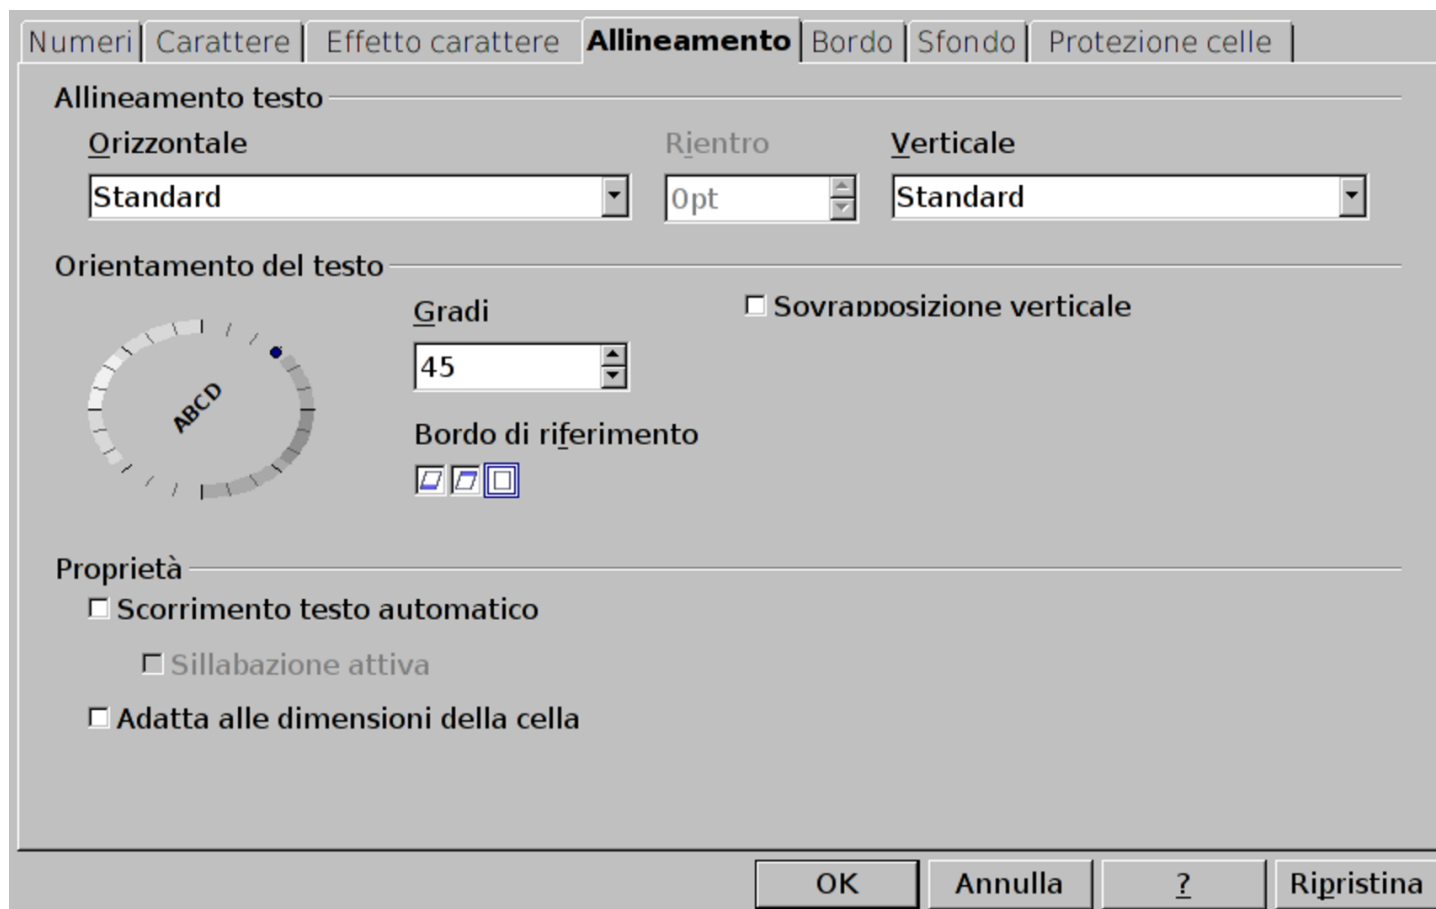 Numeri Carattere Effetto carattere Allineamento Bordo Sfondo Protezione celle
Allineamento testo
Orizzontale Rientro Verticale
Standard 0pt Standard
Orientamento del testo
Gradi Sovrapposizione verticale
45
ABCD
Bordo di riferimento
Proprietà
Scorrimento testo automatico
Sillabazione attiva
Adatta alle dimensioni della cella
OK Annulla ? Ripristina